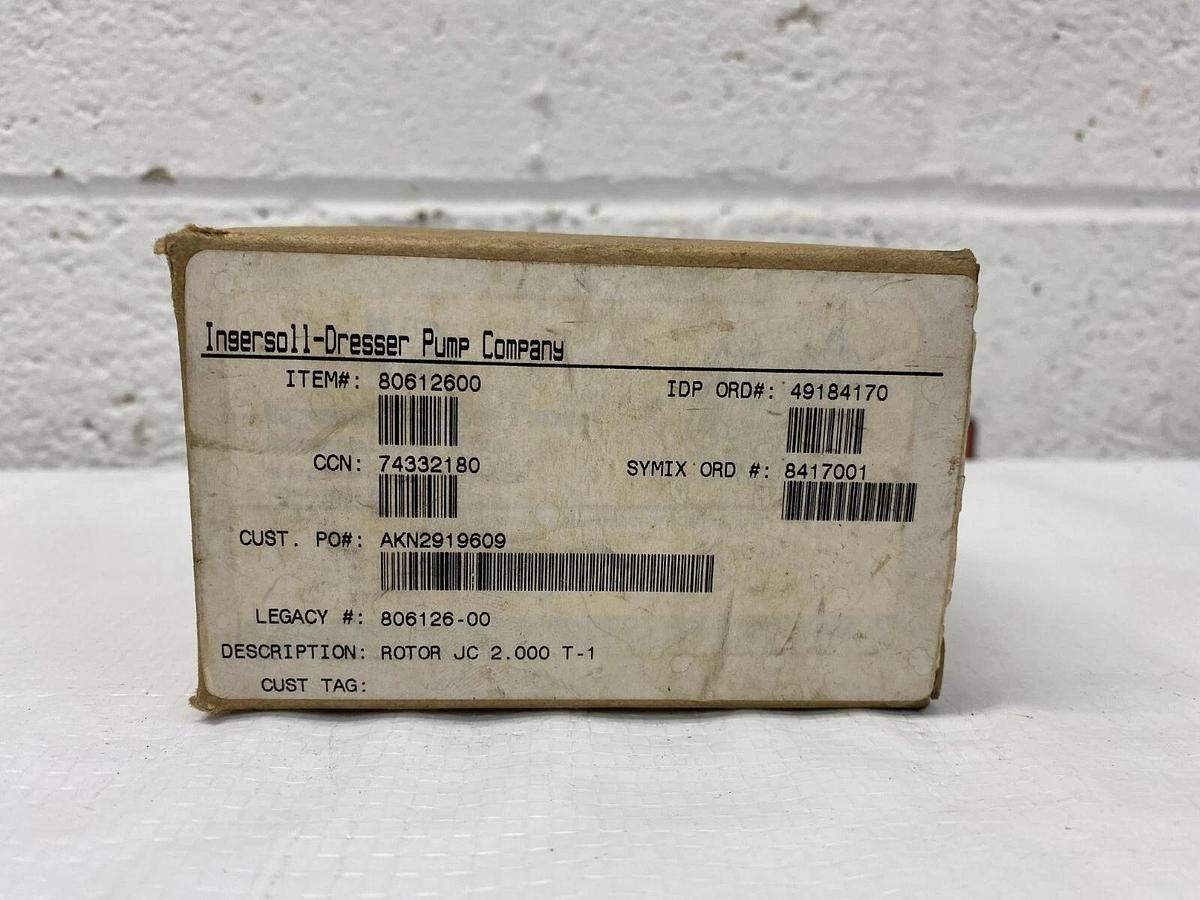 Ingersoll-Dresser Pump Company
ITEM#: 80612600 IDP ORD#: 49184170
CCN: 74332180 SYMIX ORD #: 8417001
CUST. PO#: AKN2919609
LEGACY #: 806126-00
DESCRIPTION: ROTOR JC 2.000 T-1
CUST TAG: